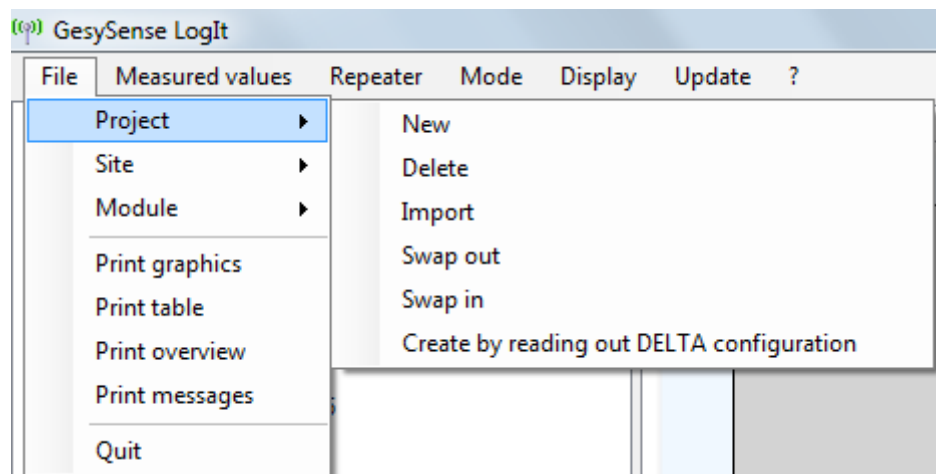 ((ϙ)) GesySense LogIt
File Measured values Repeater Mode Display Update ?
Project
Site
Module
Print graphics
Print table
Print overview
Print messages
Quit
New
Delete
Import
Swap out
Swap in
Create by reading out DELTA configuration